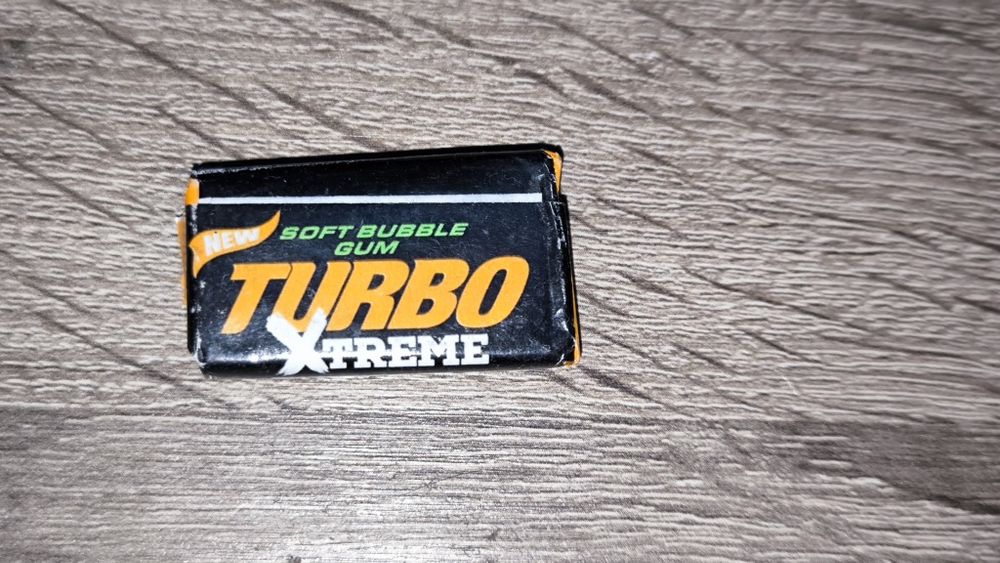 NEW
SOFT BUBBLE
GUM
TURBO
XTREME